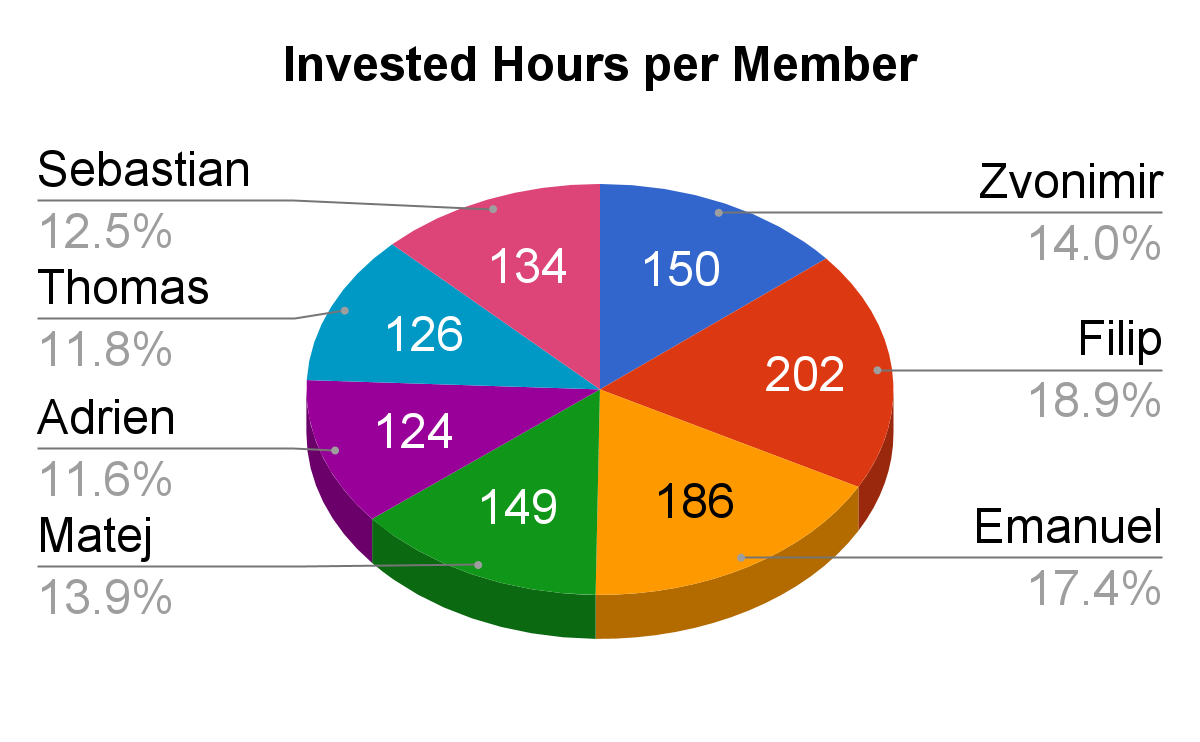 Invested Hours per Member
Sebastian
12.5%
Thomas
11.8%
Adrien
11.6%
Matej
13.9%
134
150
126
202
124
149
186
Zvonimir
14.0%
Filip
18.9%
Emanuel
17.4%